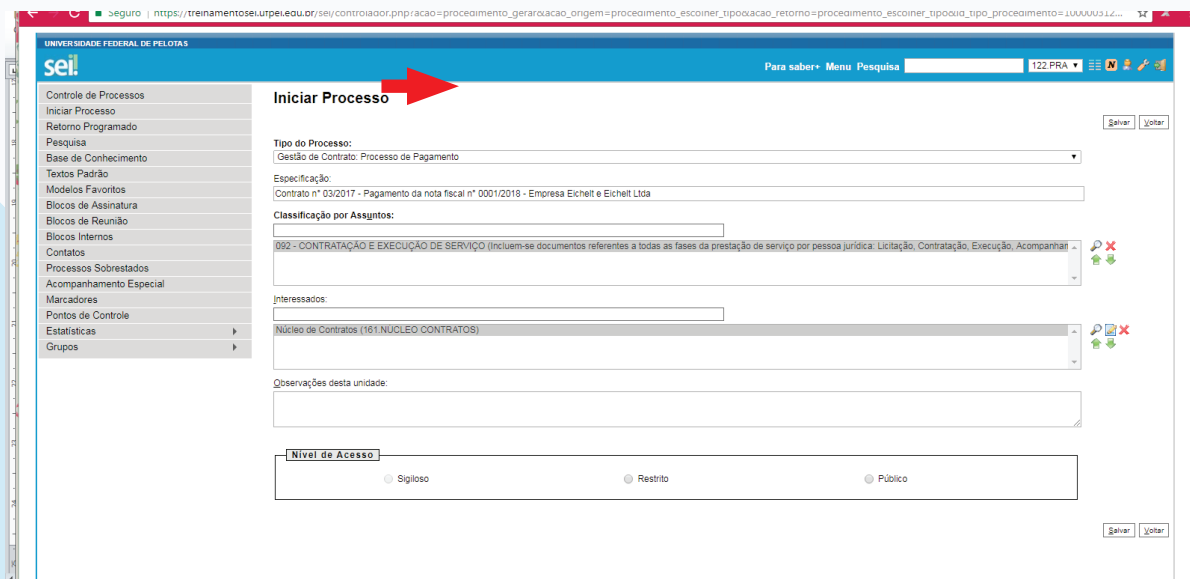 Seguro | https://treinamentosei.ufpel.edu.br/sei/controlador.php?acao=procedimento_gerar&acao_origem=procedimento_escolher_tipo&acao_retorno=procedimento_escolher_tipo&id_tipo_procedimento=100000312...
UNIVERSIDADE FEDERAL DE PELOTAS
sei!
Para saber+ Menu Pesquisa
122.PRA
N
Controle de Processos
Iniciar Processo
Retorno Programado
Pesquisa
Base de Conhecimento
Textos Padrão
Modelos Favoritos
Blocos de Assinatura
Blocos de Reunião
Blocos Internos
Contatos
Processos Sobrestados
Acompanhamento Especial
Marcadores
Pontos de Controle
Estatísticas
Grupos
Iniciar Processo
Salvar Voltar
Tipo do Processo:
Gestão de Contrato: Processo de Pagamento
Especificação:
Contrato n° 03/2017 - Pagamento da nota fiscal n° 0001/2018 - Empresa Eichelt e Eichelt Ltda
Classificação por Assuntos:
092 - CONTRATAÇÃO E EXECUÇÃO DE SERVIÇO (Incluem-se documentos referentes a todas as fases da prestação de serviço por pessoa jurídica: Licitação, Contratação, Execução, Acompanhan
Interessados:
Núcleo de Contratos (161.NUCLEO CONTRATOS)
Observações desta unidade:
Nível de Acesso
Sigiloso Restrito Público
Salvar Voltar